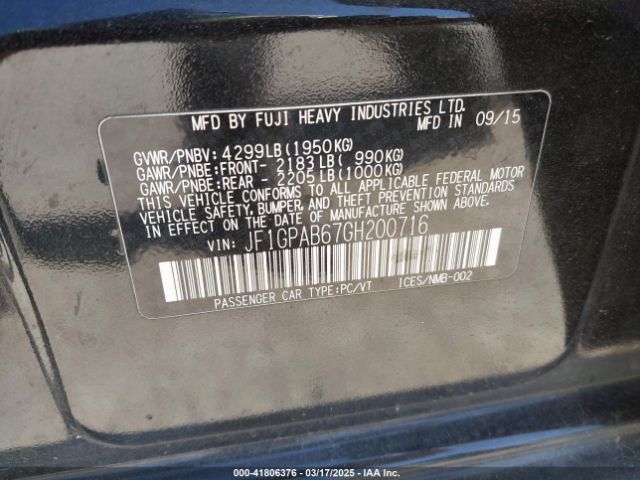 MFD BY FUJI HEAVY INDUSTRIES LTD.
MFD IN 09/15
GVWR/PNBV: 4299LB(1950KG)
GAWR/PNBE:FRONT- 2183LB( 990KG)
GAWR/PNBE:REAR - 2205LB(1000KG)
THIS VEHICLE CONFORMS TO ALL APPLICABLE FEDERAL MOTOR
VEHICLE SAFETY, BUMPER, AND THEFT PREVENTION STANDARDS
IN EFFECT ON THE DATE OF MANUFACTURE SHOWN ABOVE.
VIN: JF1GPAB67GH200716
PASSENGER CAR TYPE:PC/VT ICES/NMB-002
000-41806376 - 03/17/2025 - IAA Inc.